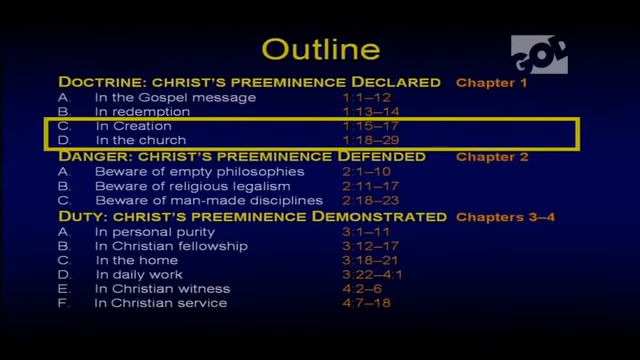 Outline
GOD
DOCTRINE: CHRIST'S PREEMINENCE DECLARED Chapter 1
A. In the Gospel message 1:1–12
B. In redemption 1:13–14
C. In Creation 1:15–17
D. In the church 1:18–29
DANGER: CHRIST'S PREEMINENCE DEFENDED Chapter 2
A. Beware of empty philosophies 2:1–10
B. Beware of religious legalism 2:11–17
C. Beware of man-made disciplines 2:18–23
DUTY: CHRIST'S PREEMINENCE DEMONSTRATED Chapters 3–4
A. In personal purity 3:1–11
B. In Christian fellowship 3:12–17
C. In the home 3:18–21
D. In daily work 3:22–4:1
E. In Christian witness 4:2–6
F. In Christian service 4:7–18